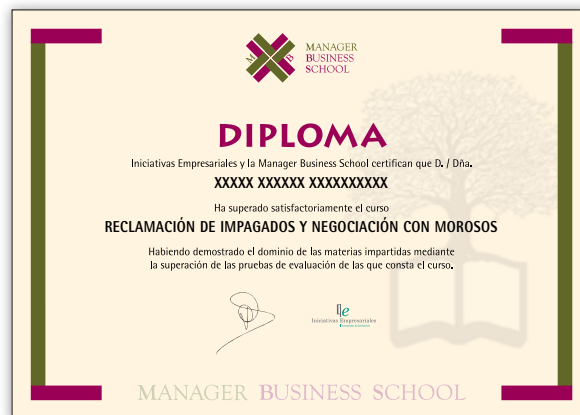 M B
MANAGER
BUSINESS
SCHOOL
DIPLOMA
Iniciativas Empresariales y la Manager Business School certifican que D. / Dña.
XXXXX XXXXXX XXXXXXXXXX
Ha superado satisfactoriamente el curso
RECLAMACIÓN DE IMPAGADOS Y NEGOCIACIÓN CON MOROSOS
Habiendo demostrado el dominio de las materias impartidas mediante
la superación de las pruebas de evaluación de las que consta el curso.
Ie
Iniciativas Empresariales
MANAGER BUSINESS SCHOOL